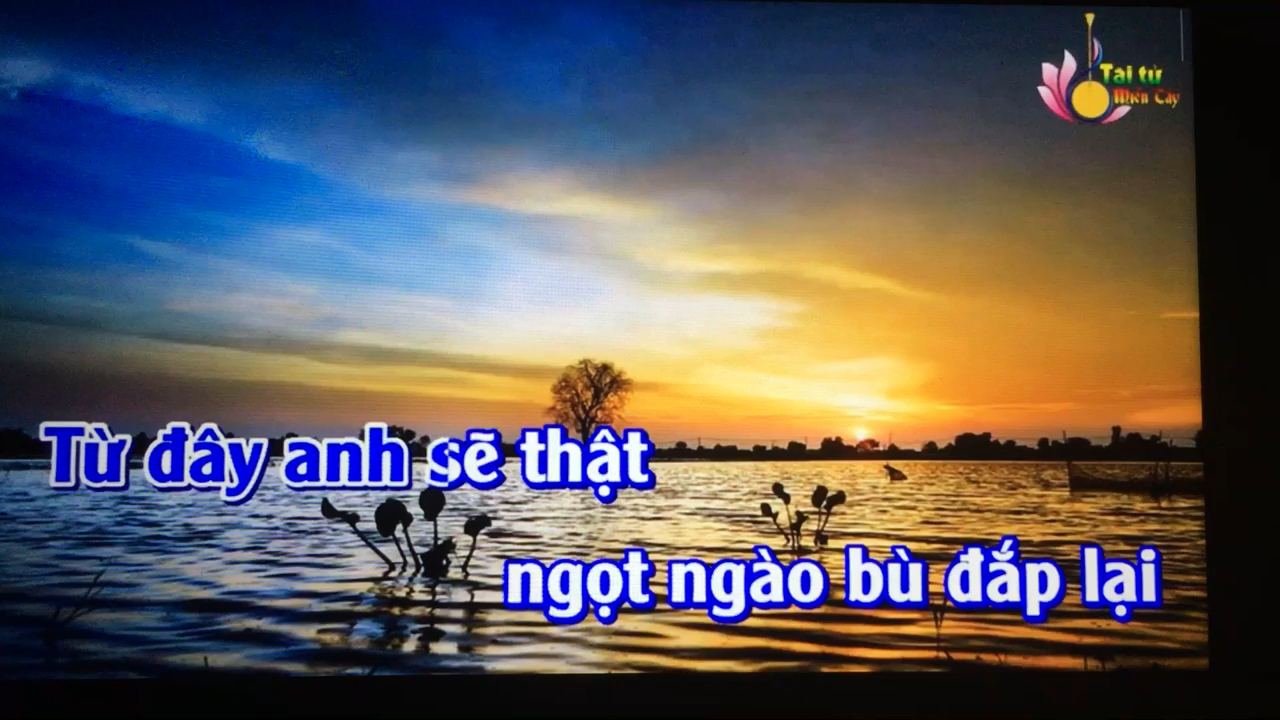 Tài tử
Miền Tây
Từ đây anh sẽ thật
ngọt ngào bù đắp lại